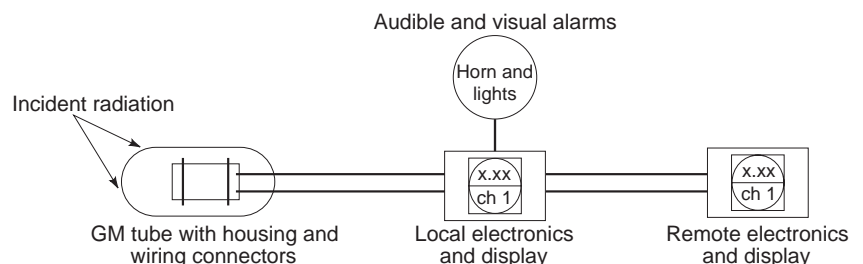 Audible and visual alarms
Horn and
lights
Incident radiation
x.xx
ch 1
x.xx
ch 1
GM tube with housing and
wiring connectors
Local electronics
and display
Remote electronics
and display